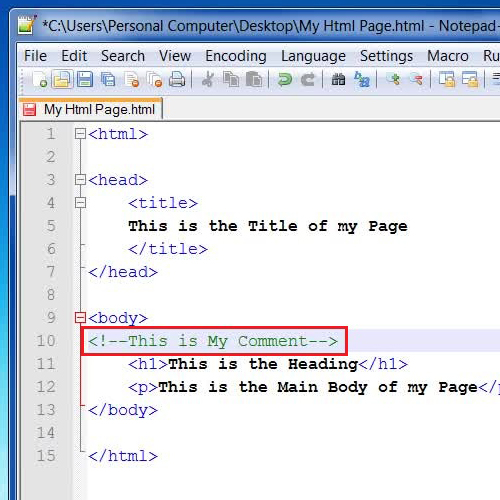 *C:\Users\Personal Computer\Desktop\My Html Page.html - Notepad
File Edit Search View Encoding Language Settings Macro
My Html Page.html
1 <html>
2
3 <head>
4 <title>
5 This is the Title of my Page
6 </title>
7 </head>
8
9 <body>
10 <!--This is My Comment-->
11 <h1>This is the Heading</h1>
12 <p>This is the Main Body of my Page</
13 </body>
14
15 </html>